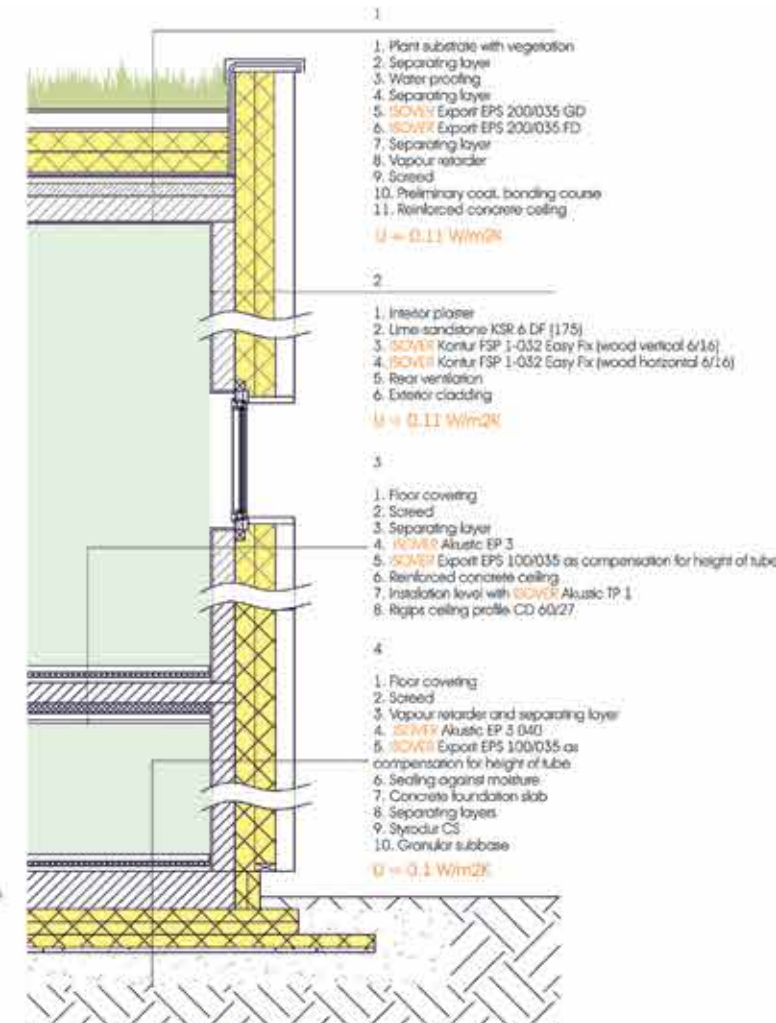 1
1. Plant substrate with vegetation
2. Separating layer
3. Water proofing
4. Separating layer
5. ISOVER Export EPS 200/035 GD
6. ISOVER Export EPS 200/035 FD
7. Separating layer
8. Vapour retarder
9. Screed
10. Preliminary coat, bonding course
11. Reinforced concrete ceiling
U = 0.11 W/m2K
2
1. Interior plaster
2. Lime-sandstone KSR 6 DF (175)
3. ISOVER Kontur FSP 1-032 Easy Fix (wood vertical 6/16)
4. ISOVER Kontur FSP 1-032 Easy Fix (wood horizontal 6/16)
5. Rear ventilation
6. Exterior cladding
U = 0.11 W/m2K
3
1. Floor covering
2. Screed
3. Separating layer
4. ISOVER Akustic EP 3
5. ISOVER Export EPS 100/035 as compensation for height of tube
6. Reinforced concrete ceiling
7. Installation level with ISOVER Akustic TP 1
8. Rigips ceiling profile CD 60/27
4
1. Floor covering
2. Screed
3. Vapour retarder and separating layer
4. ISOVER Akustic EP 3 040
5. ISOVER Export EPS 100/035 as
compensation for height of tube
6. Sealing against moisture
7. Concrete foundation slab
8. Separating layers
9. Styrodur CS
10. Granular subbase
U = 0.1 W/m2K